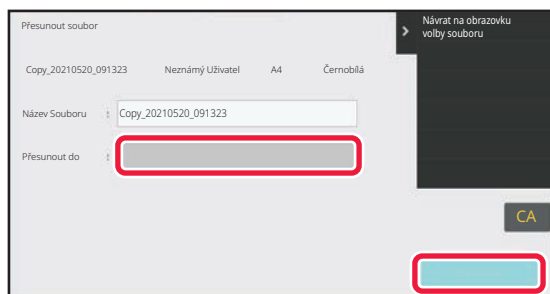 Přesunout soubor
Návrat na obrazovku
volby souboru
Copy_20210520_091323 Neznámý Uživatel A4 Černobílá
Název Souboru : Copy_20210520_091323
Přesunout do :
CA